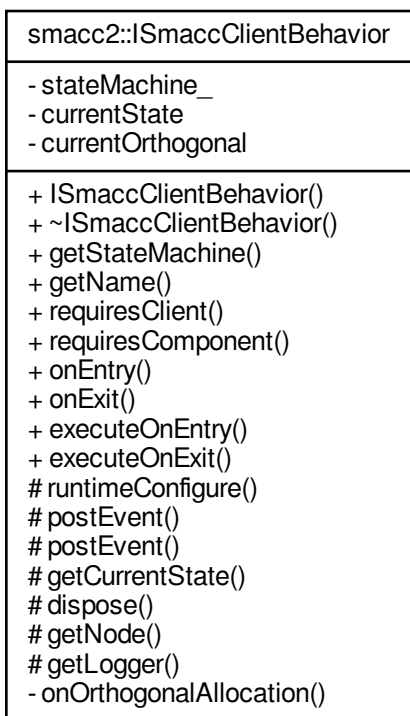 smacc2::ISmaccClientBehavior
- stateMachine_
- currentState
- currentOrthogonal
+ ISmaccClientBehavior()
+ ~ISmaccClientBehavior()
+ getStateMachine()
+ getName()
+ requiresClient()
+ requiresComponent()
+ onEntry()
+ onExit()
+ executeOnEntry()
+ executeOnExit()
# runtimeConfigure()
# postEvent()
# postEvent()
# getCurrentState()
# dispose()
# getNode()
# getLogger()
- onOrthogonalAllocation()